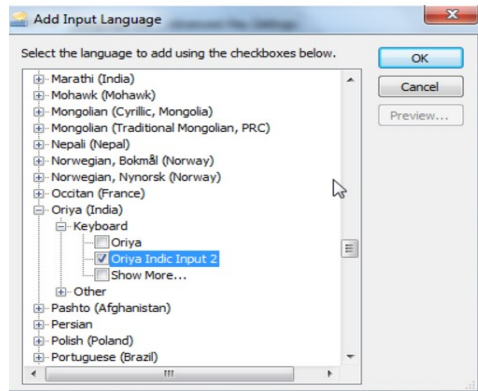 Add Input Language
Select the language to add using the checkboxes below.
OK
Cancel
Preview...
Marathi (India)
Mohawk (Mohawk)
Mongolian (Cyrillic, Mongolia)
Mongolian (Traditional Mongolian, PRC)
Nepali (Nepal)
Norwegian, Bokmål (Norway)
Norwegian, Nynorsk (Norway)
Occitan (France)
Oriya (India)
Keyboard
Oriya
Oriya Indic Input 2
Show More...
Other
Pashto (Afghanistan)
Persian
Polish (Poland)
Portuguese (Brazil)